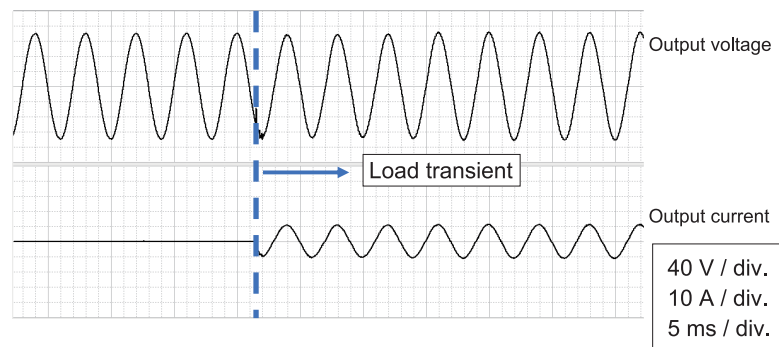 Output voltage
Load transient
Output current
40 V / div.
10 A / div.
5 ms / div.